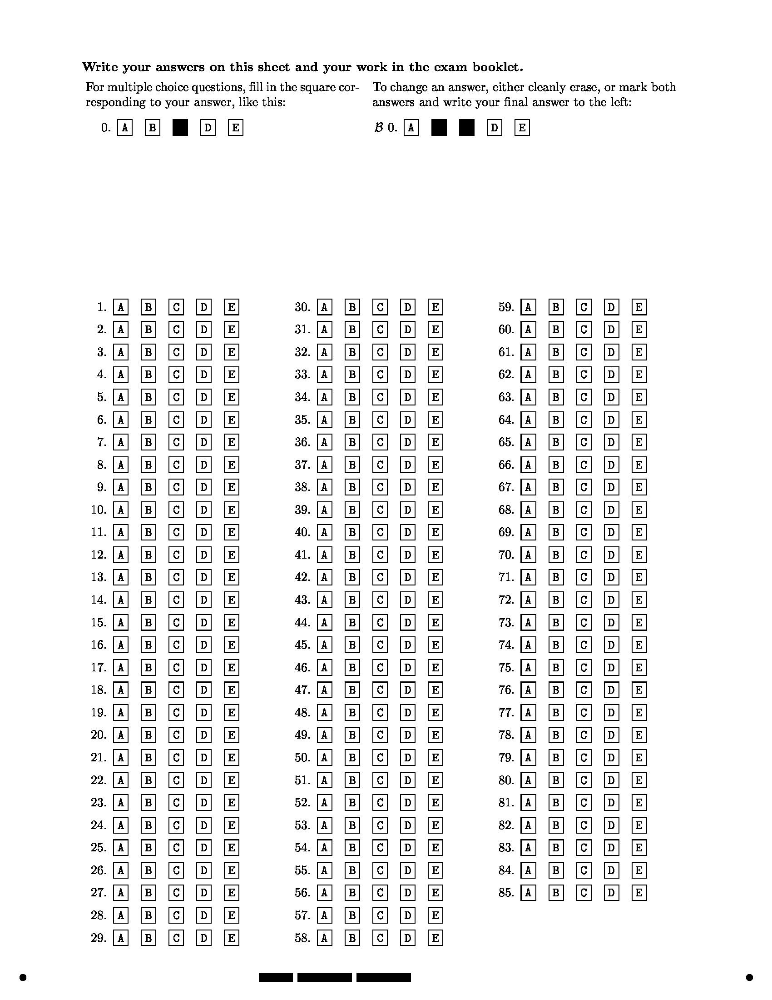 Write your answers on this sheet and your work in the exam booklet.
For multiple choice questions, fill in the square cor-
responding to your answer, like this:
0. A B D E
To change an answer, either cleanly erase, or mark both
answers and write your final answer to the left:
B 0. A D E
1. A B C D E
2. A B C D E
3. A B C D E
4. A B C D E
5. A B C D E
6. A B C D E
7. A B C D E
8. A B C D E
9. A B C D E
10. A B C D E
11. A B C D E
12. A B C D E
13. A B C D E
14. A B C D E
15. A B C D E
16. A B C D E
17. A B C D E
18. A B C D E
19. A B C D E
20. A B C D E
21. A B C D E
22. A B C D E
23. A B C D E
24. A B C D E
25. A B C D E
26. A B C D E
27. A B C D E
28. A B C D E
29. A B C D E
30. A B C D E
31. A B C D E
32. A B C D E
33. A B C D E
34. A B C D E
35. A B C D E
36. A B C D E
37. A B C D E
38. A B C D E
39. A B C D E
40. A B C D E
41. A B C D E
42. A B C D E
43. A B C D E
44. A B C D E
45. A B C D E
46. A B C D E
47. A B C D E
48. A B C D E
49. A B C D E
50. A B C D E
51. A B C D E
52. A B C D E
53. A B C D E
54. A B C D E
55. A B C D E
56. A B C D E
57. A B C D E
58. A B C D E
59. A B C D E
60. A B C D E
61. A B C D E
62. A B C D E
63. A B C D E
64. A B C D E
65. A B C D E
66. A B C D E
67. A B C D E
68. A B C D E
69. A B C D E
70. A B C D E
71. A B C D E
72. A B C D E
73. A B C D E
74. A B C D E
75. A B C D E
76. A B C D E
77. A B C D E
78. A B C D E
79. A B C D E
80. A B C D E
81. A B C D E
82. A B C D E
83. A B C D E
84. A B C D E
85. A B C D E